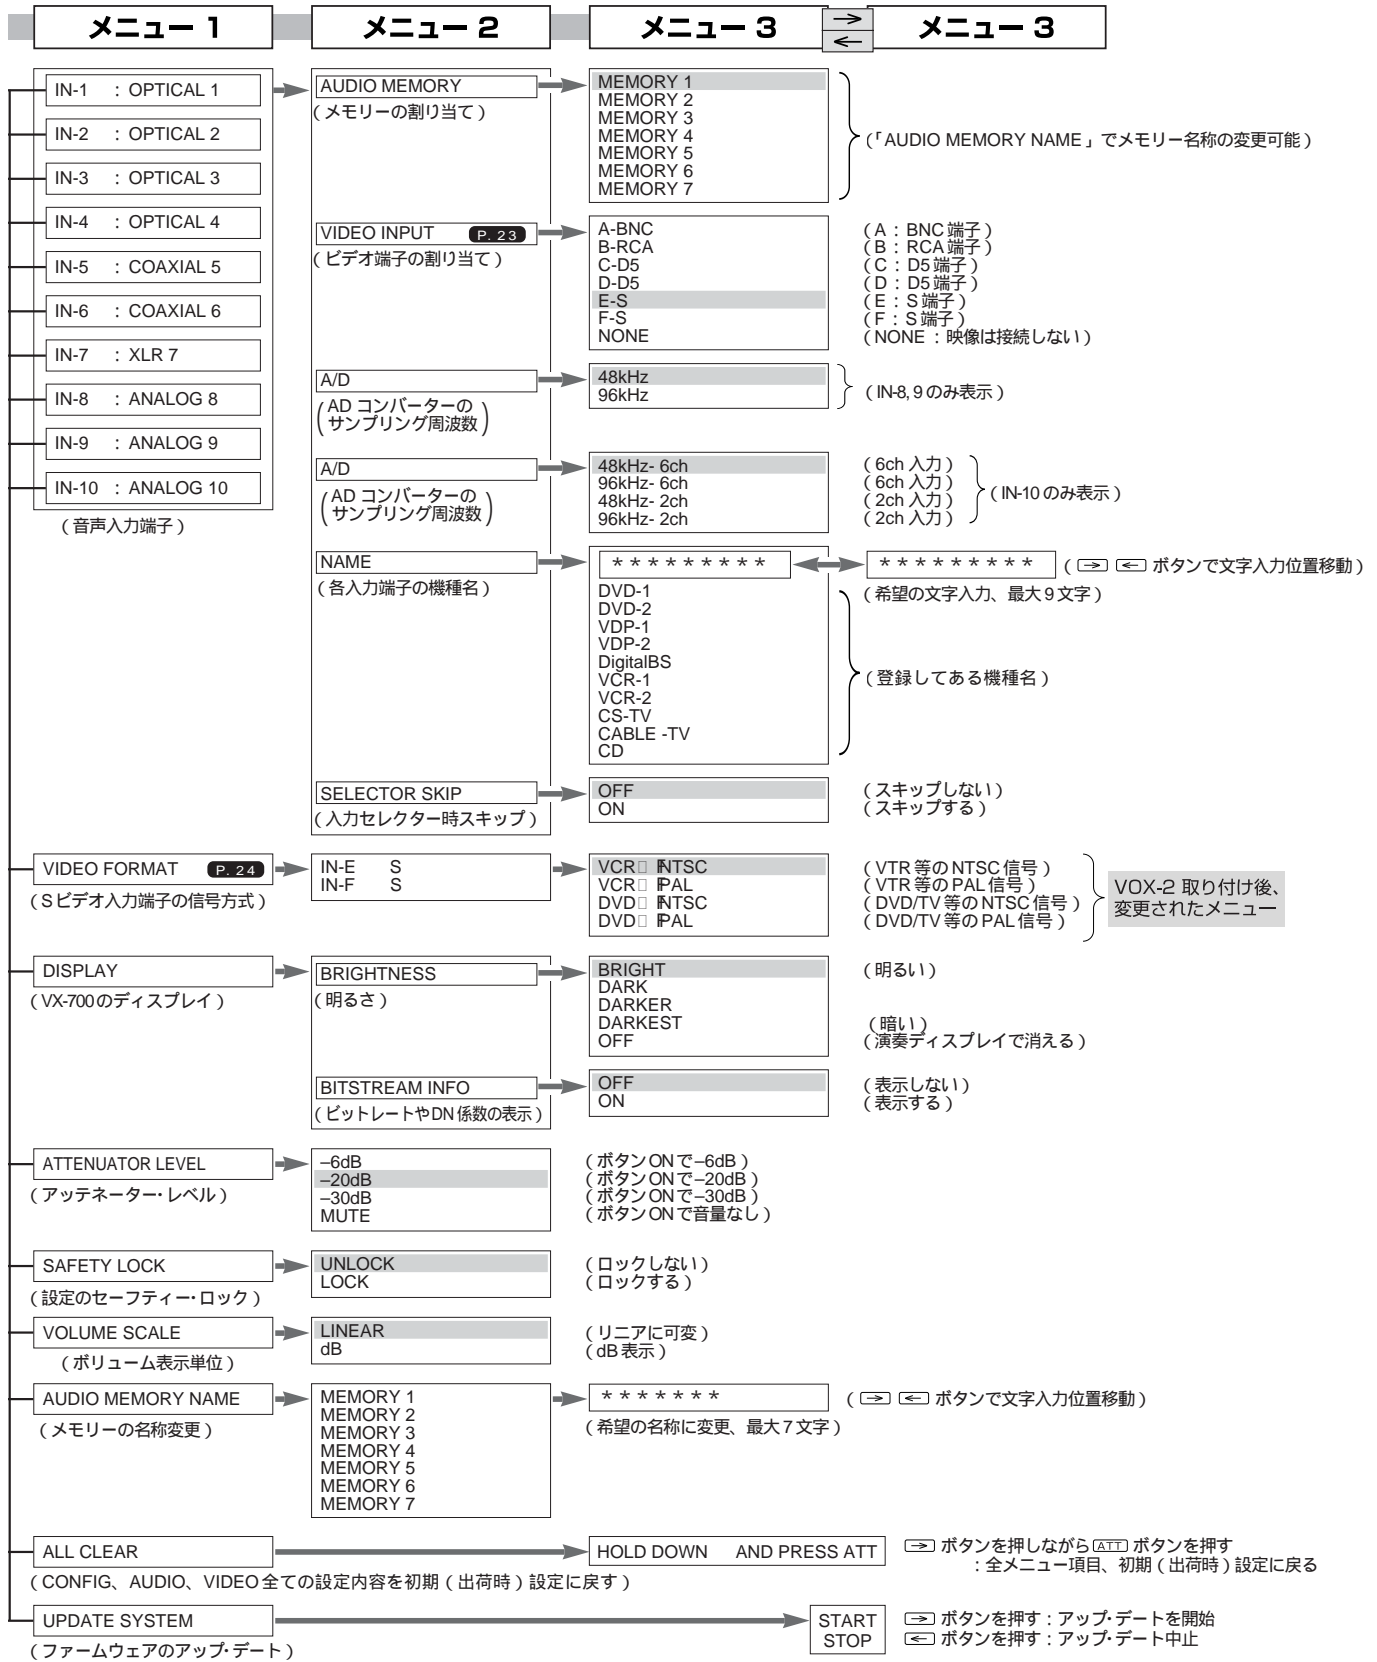 メニュー 1
メニュー 2
メニュー 3
→
←
メニュー 3
IN-1 : OPTICAL 1
IN-2 : OPTICAL 2
IN-3 : OPTICAL 3
IN-4 : OPTICAL 4
IN-5 : COAXIAL 5
IN-6 : COAXIAL 6
IN-7 : XLR 7
IN-8 : ANALOG 8
IN-9 : ANALOG 9
IN-10 : ANALOG 10
(音声入力端子)
AUDIO MEMORY
(メモリーの割り当て)
MEMORY 1
MEMORY 2
MEMORY 3
MEMORY 4
MEMORY 5
MEMORY 6
MEMORY 7
(「AUDIO MEMORY NAME」でメモリー名称の変更可能)
VIDEO INPUT P. 23
(ビデオ端子の割り当て)
A-BNC
B-RCA
C-D5
D-D5
E-S
F-S
NONE
(A:BNC端子)
(B:RCA端子)
(C:D5端子)
(D:D5端子)
(E:S端子)
(F:S端子)
(NONE:映像は接続しない)
A/D
(AD コンバーターの
サンプリング周波数)
48kHz
96kHz
(IN-8, 9のみ表示)
A/D
(AD コンバーターの
サンプリング周波数)
48kHz- 6ch
96kHz- 6ch
48kHz- 2ch
96kHz- 2ch
(6ch 入力)
(6ch 入力)
(2ch 入力)
(2ch 入力)
(IN-10のみ表示)
NAME
(各入力端子の機種名)
* * * * * * * * *
* * * * * * * * *
(→ ← ボタンで文字入力位置移動)
(希望の文字入力、最大9文字)
DVD-1
DVD-2
VDP-1
VDP-2
DigitalBS
VCR-1
VCR-2
CS-TV
CABLE -TV
CD
(登録してある機種名)
SELECTOR SKIP
(入力セレクター時スキップ)
OFF
ON
(スキップしない)
(スキップする)
VIDEO FORMAT P. 24
(Sビデオ入力端子の信号方式)
IN-E S
IN-F S
VCR NTSC
VCR PAL
DVD NTSC
DVD PAL
(VTR等のNTSC信号)
(VTR等のPAL信号)
(DVD/TV等のNTSC信号)
(DVD/TV等のPAL信号)
VOX-2 取り付け後、
変更されたメニュー
DISPLAY
(VX-700のディスプレイ)
BRIGHTNESS
(明るさ)
BRIGHT
DARK
DARKER
DARKEST
OFF
(明るい)
(暗い)
(演奏ディスプレイで消える)
BITSTREAM INFO
(ビットレートやDN係数の表示)
OFF
ON
(表示しない)
(表示する)
ATTENUATOR LEVEL
(アッテネーター・レベル)
–6dB
–20dB
–30dB
MUTE
(ボタンONで–6dB)
(ボタンONで–20dB)
(ボタンONで–30dB)
(ボタンONで音量なし)
SAFETY LOCK
(設定のセーフティー・ロック)
UNLOCK
LOCK
(ロックしない)
(ロックする)
VOLUME SCALE
(ボリューム表示単位)
LINEAR
dB
(リニアに可変)
(dB表示)
AUDIO MEMORY NAME
(メモリーの名称変更)
MEMORY 1
MEMORY 2
MEMORY 3
MEMORY 4
MEMORY 5
MEMORY 6
MEMORY 7
* * * * * * *
(→ ← ボタンで文字入力位置移動)
(希望の名称に変更、最大7文字)
ALL CLEAR
(CONFIG、AUDIO、VIDEO全ての設定内容を初期(出荷時)設定に戻す)
HOLD DOWN AND PRESS ATT
→ ボタンを押しながら ATT ボタンを押す
:全メニュー項目、初期(出荷時)設定に戻る
UPDATE SYSTEM
(ファームウェアのアップ・デート)
START
STOP
→ ボタンを押す:アップ・デートを開始
← ボタンを押す:アップ・デート中止